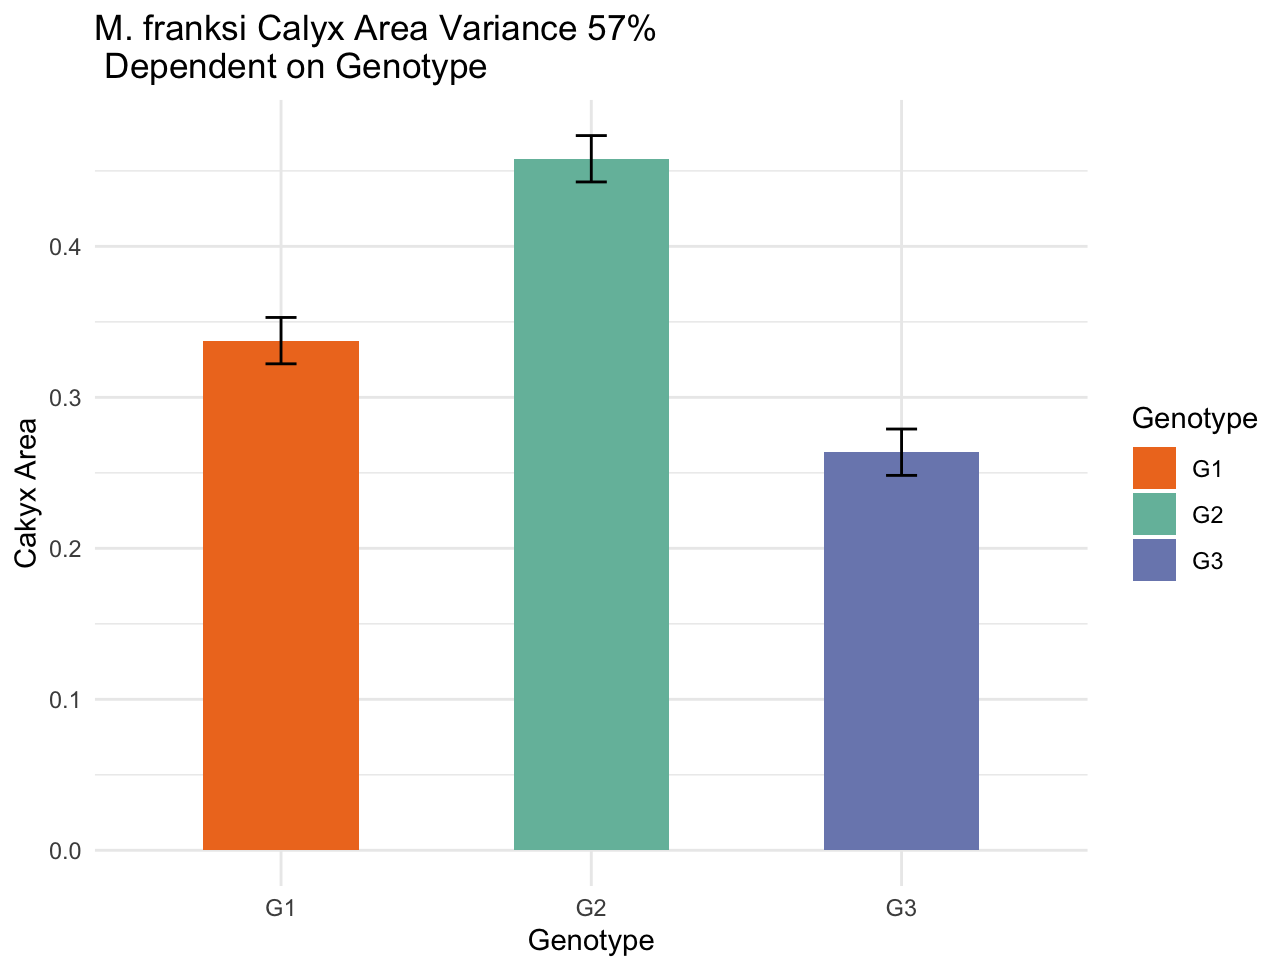 M. franksi Calyx Area Variance 57%
Dependent on Genotype
0.4
0.3
0.2
0.1
0.0
Cakyx Area
G1
G2
G3
Genotype
Genotype
G1
G2
G3